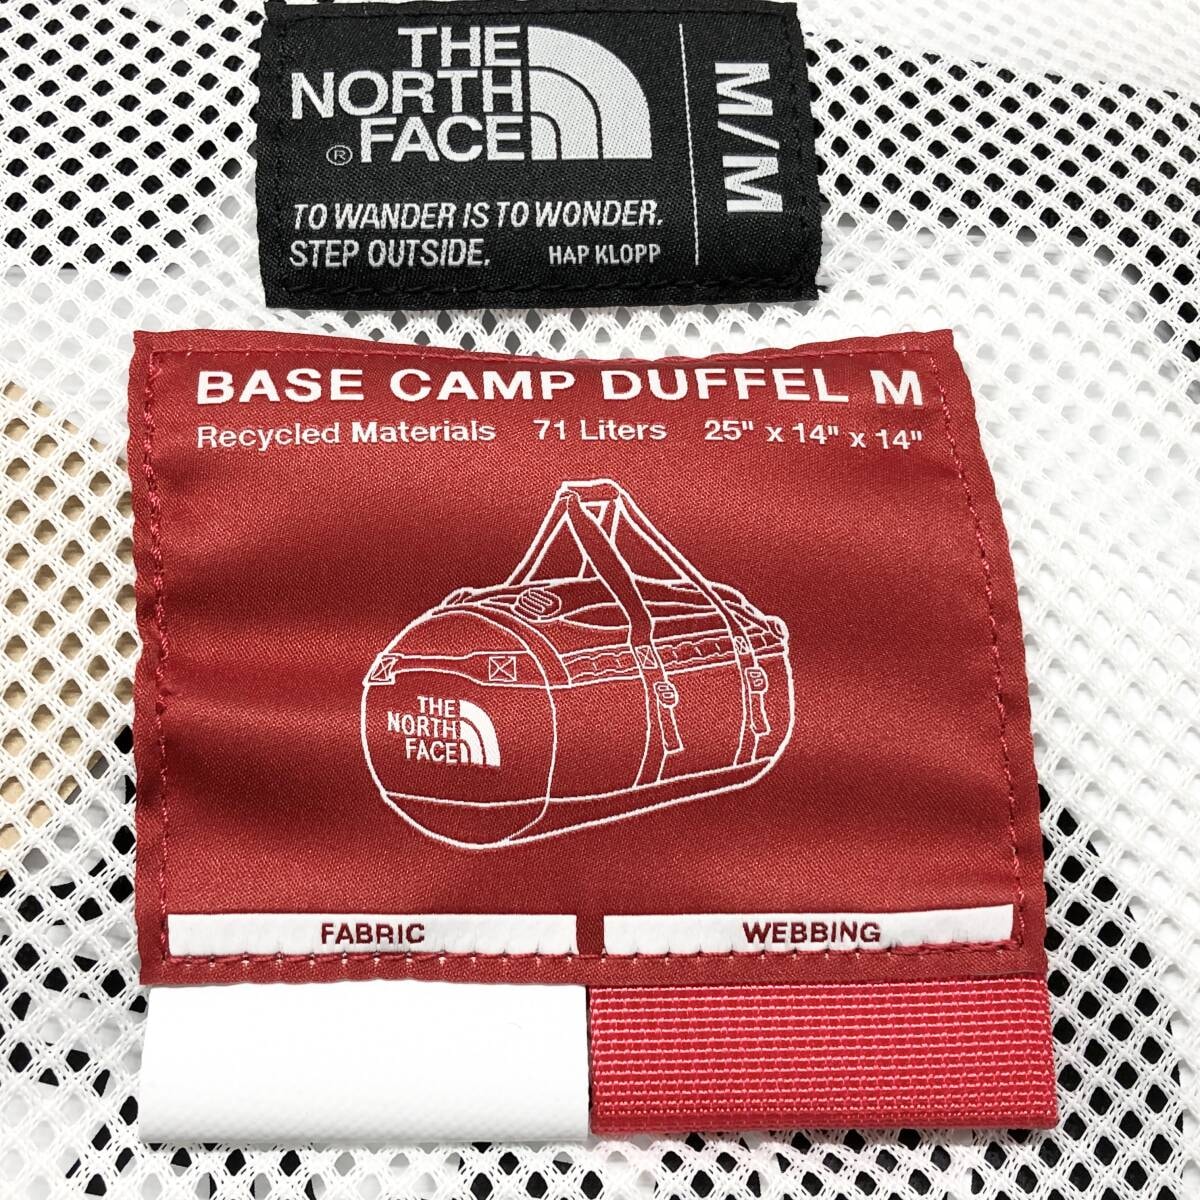 THE
NORTH
® FACE
TO WANDER IS TO WONDER.
STEP OUTSIDE. HAP KLOPP
M/M
BASE CAMP DUFFEL M
Recycled Materials 71 Liters 25" x 14" x 14"
THE
NORTH
FACE
FABRIC WEBBING